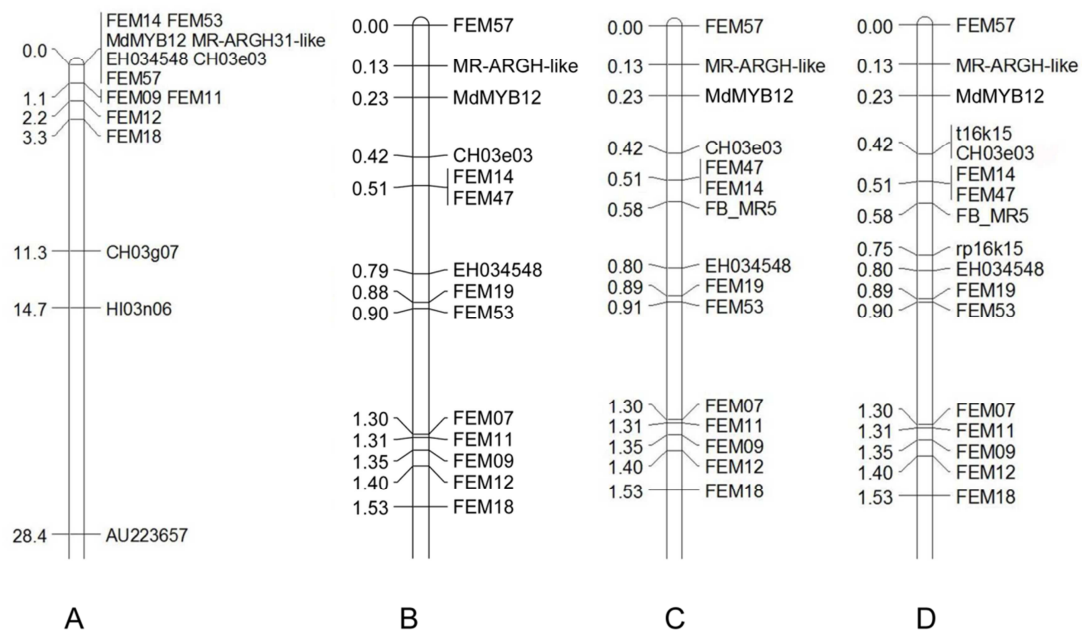 FEM14 FEM53
0.0 MdMYB12 MR-ARGH31-like
EH034548 CH03e03
FEM57
1.1 FEM09 FEM11
2.2 FEM12
3.3 FEM18
11.3 CH03g07
14.7 HI03n06
28.4 AU223657
A
0.00 FEM57
0.13 MR-ARGH-like
0.23 MdMYB12
0.42 CH03e03
FEM14
0.51
FEM47
0.79 EH034548
0.88 FEM19
0.90 FEM53
1.30 FEM07
1.31 FEM11
1.35 FEM09
1.40 FEM12
1.53 FEM18
B
0.00 FEM57
0.13 MR-ARGH-like
0.23 MdMYB12
0.42 CH03e03
FEM47
0.51
FEM14
0.58 FB_MR5
0.80 EH034548
0.89 FEM19
0.91 FEM53
1.30 FEM07
1.31 FEM11
1.35 FEM09
1.40 FEM12
1.53 FEM18
C
0.00 FEM57
0.13 MR-ARGH-like
0.23 MdMYB12
t16k15
0.42
CH03e03
FEM14
0.51
FEM47
0.58 FB_MR5
0.75 rp16k15
0.80 EH034548
0.89 FEM19
0.90 FEM53
1.30 FEM07
1.31 FEM11
1.35 FEM09
1.40 FEM12
1.53 FEM18
D